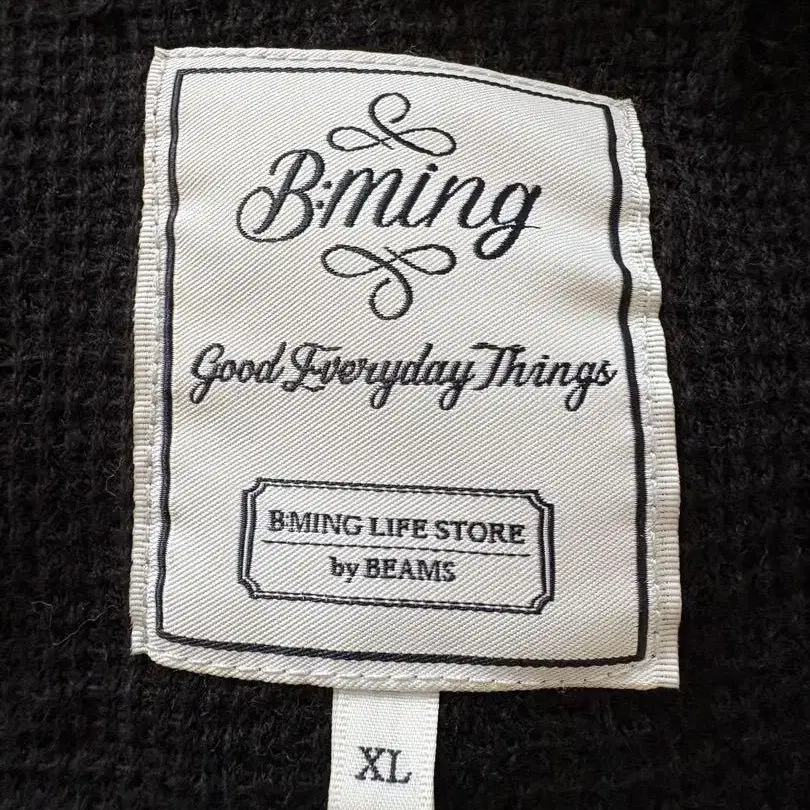 B:ming
Good Everyday Things
B:MING LIFE STORE
by BEAMS
XL